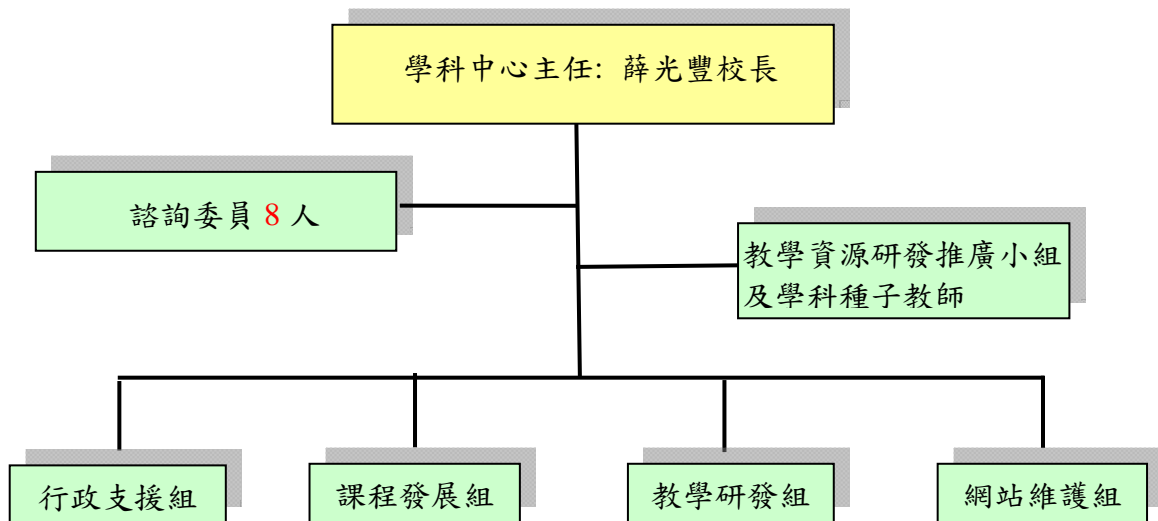 學科中心主任: 薛光豐校長
諮詢委員 8 人
教學資源研發推廣小組
及學科種子教師
行政支援組
課程發展組
教學研發組
網站維護組